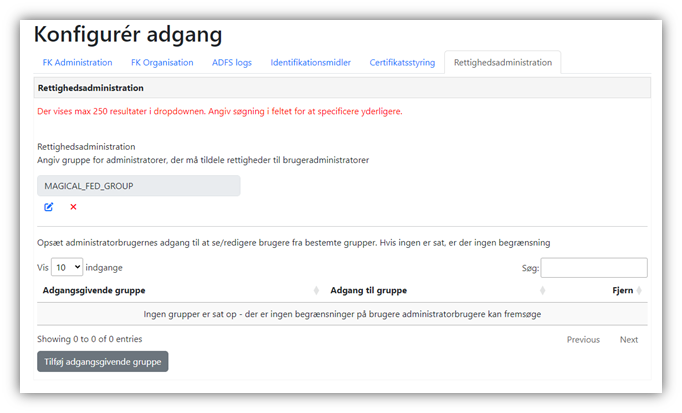 Konfigurér adgang
FK Administration FK Organisation ADFS logs Identifikationsmidler Certifikatsstyring Rettighedsadministration
Rettighedsadministration
Der vises max 250 resultater i dropdownen. Angiv søgning i feltet for at specificere yderligere.
Rettighedsadministration
Angiv gruppe for administratorer, der må tildele rettigheder til brugeradministratorer
MAGICAL_FED_GROUP
Opsæt administratorbrugernes adgang til at se/redigere brugere fra bestemte grupper. Hvis ingen er sat, er der ingen begrænsning
Vis 10 indgange Søg:
Adgangsgivende gruppe Adgang til gruppe Fjern
Ingen grupper er sat op - der er ingen begrænsninger på brugere administratorbrugere kan fremsøge
Showing 0 to 0 of 0 entries Previous Next
Tilføj adgangsgivende gruppe